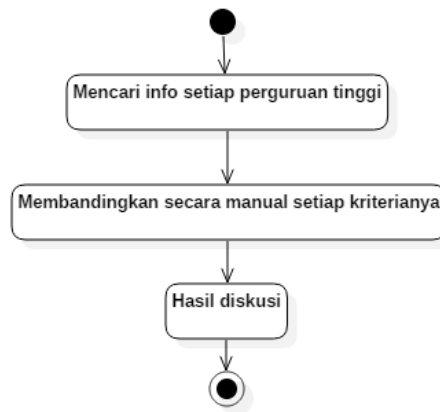 Mencari info setiap perguruan tinggi
Membandingkan secara manual setiap kriterianya
Hasil diskusi